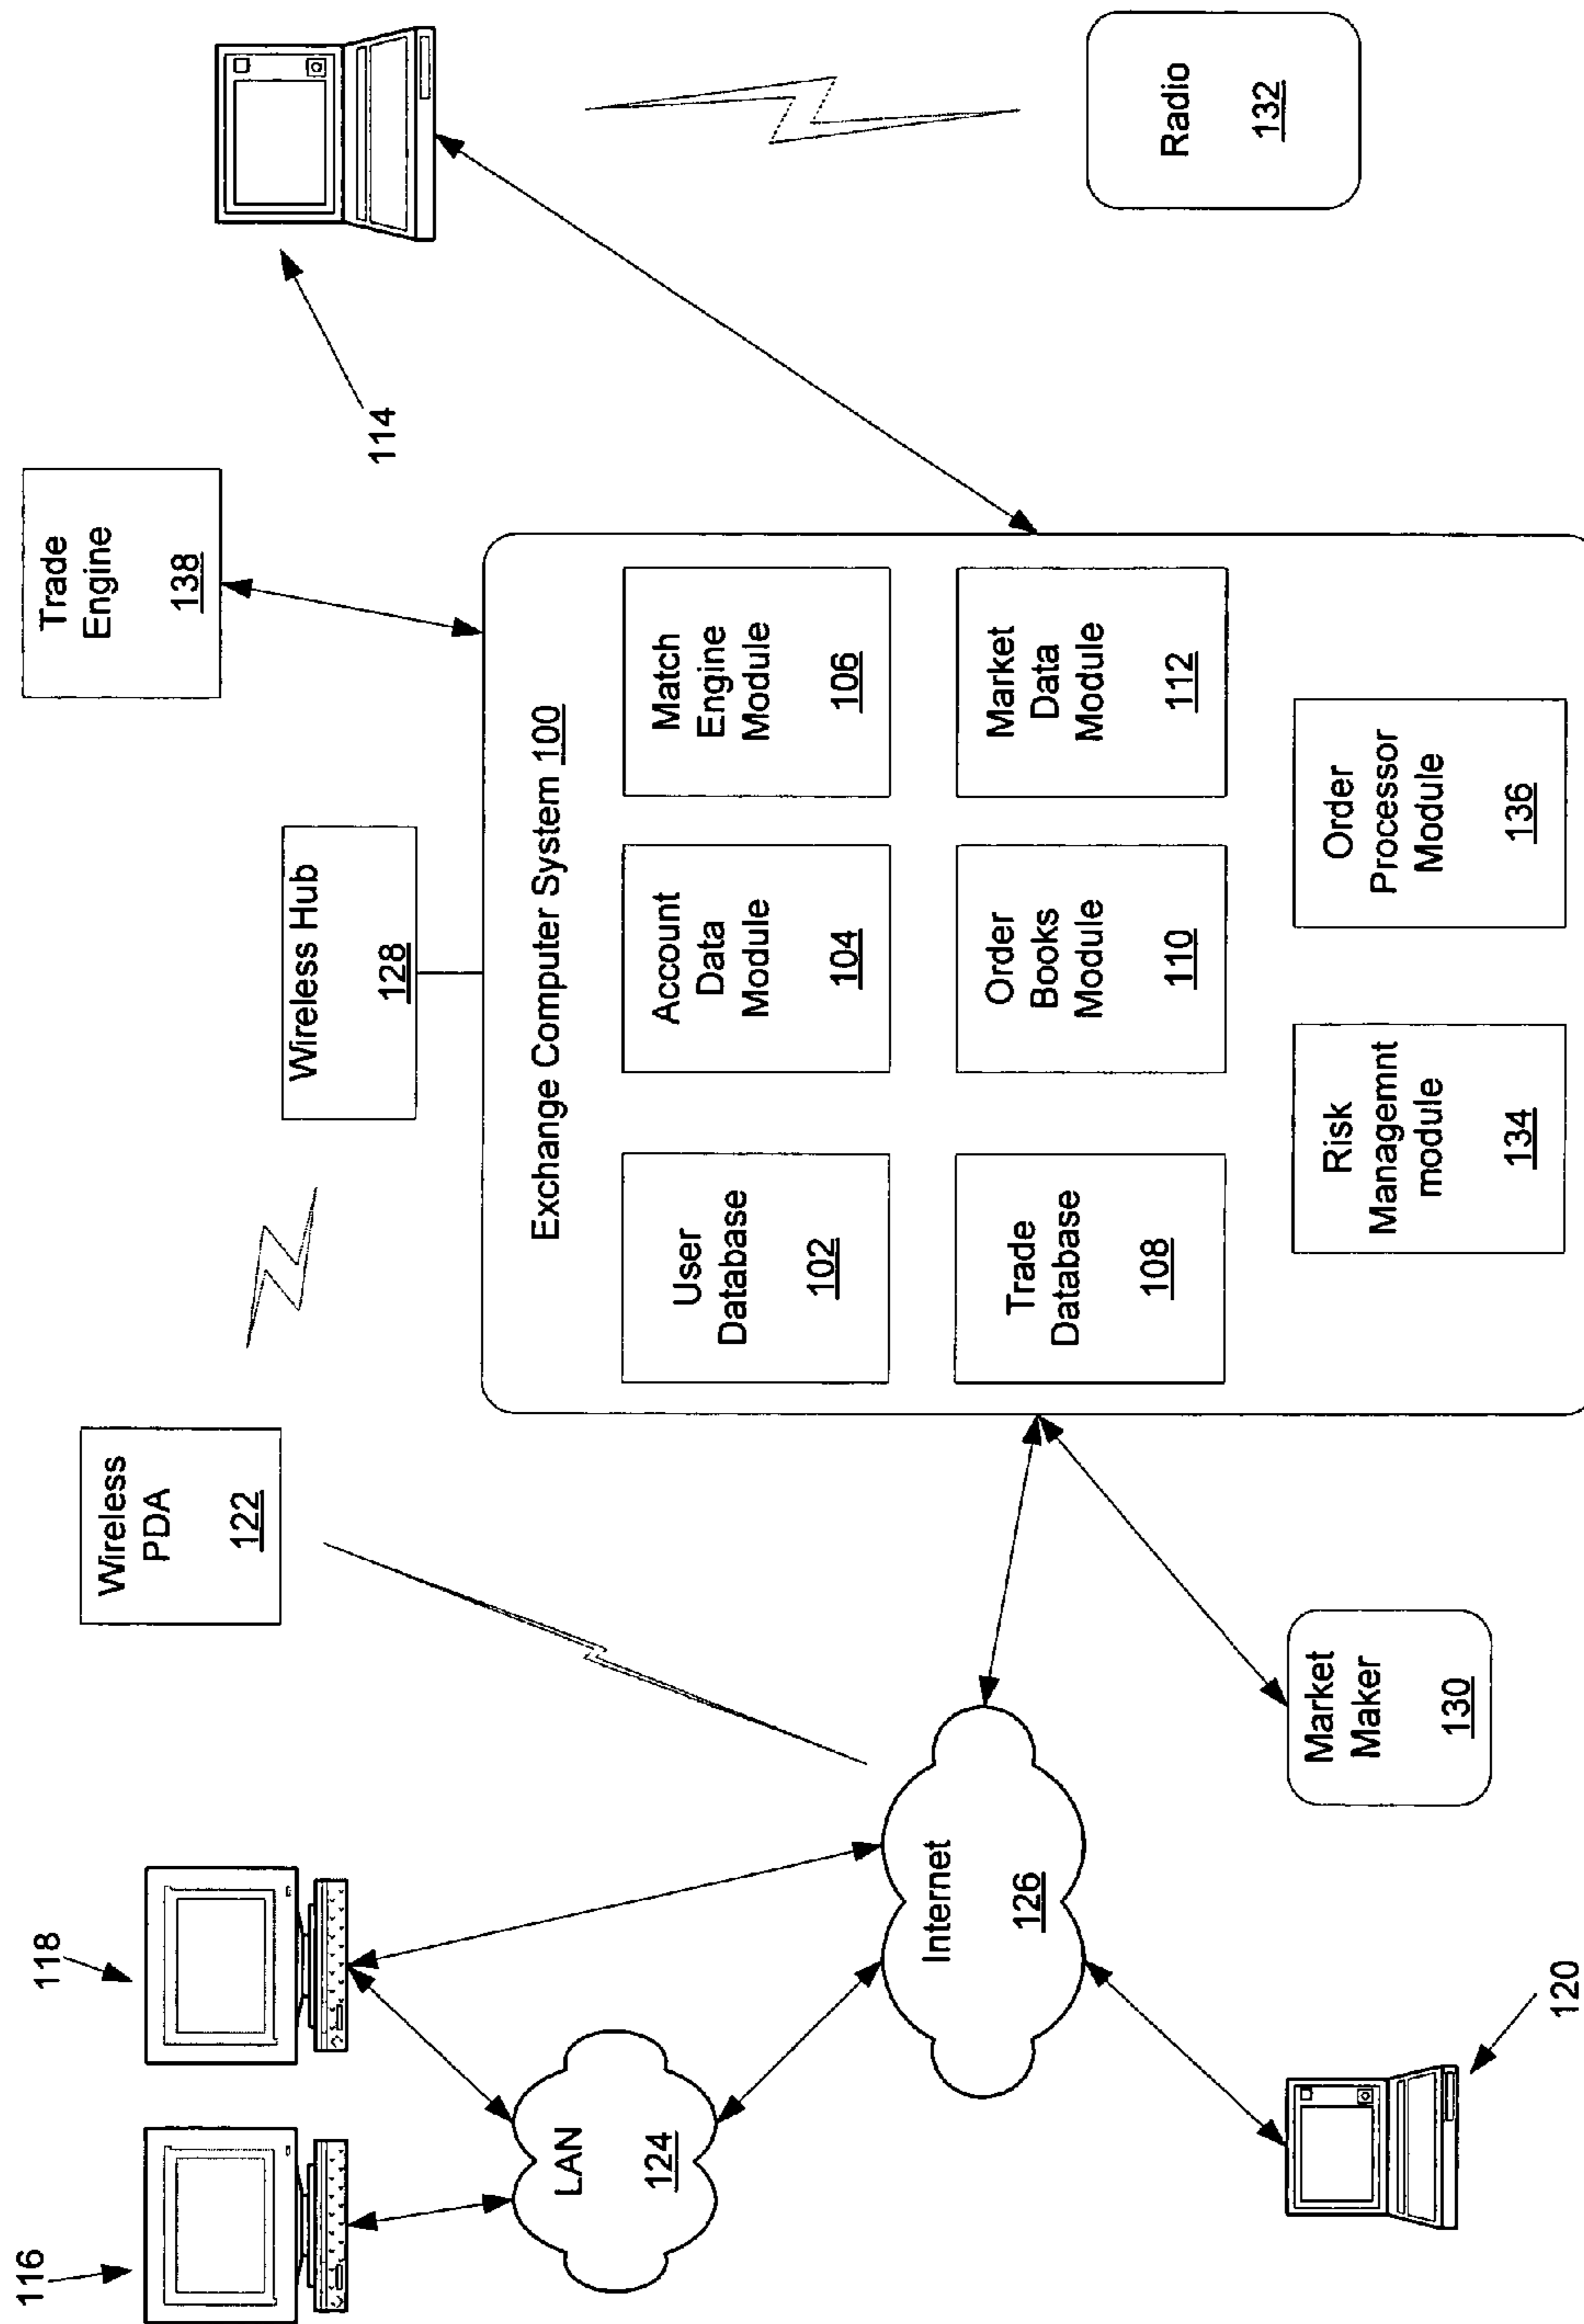 116
118
LAN
124
Internet
126
120
Wireless
PDA
122
Market
Maker
130
Wireless Hub
128
Trade
Engine
138
Exchange Computer System 100
User
Database
102
Account
Data
Module
104
Match
Engine
Module
106
Trade
Database
108
Order
Books
Module
110
Market
Data
Module
112
Risk
Managemnt
module
134
Order
Processor
Module
136
114
Radio
132